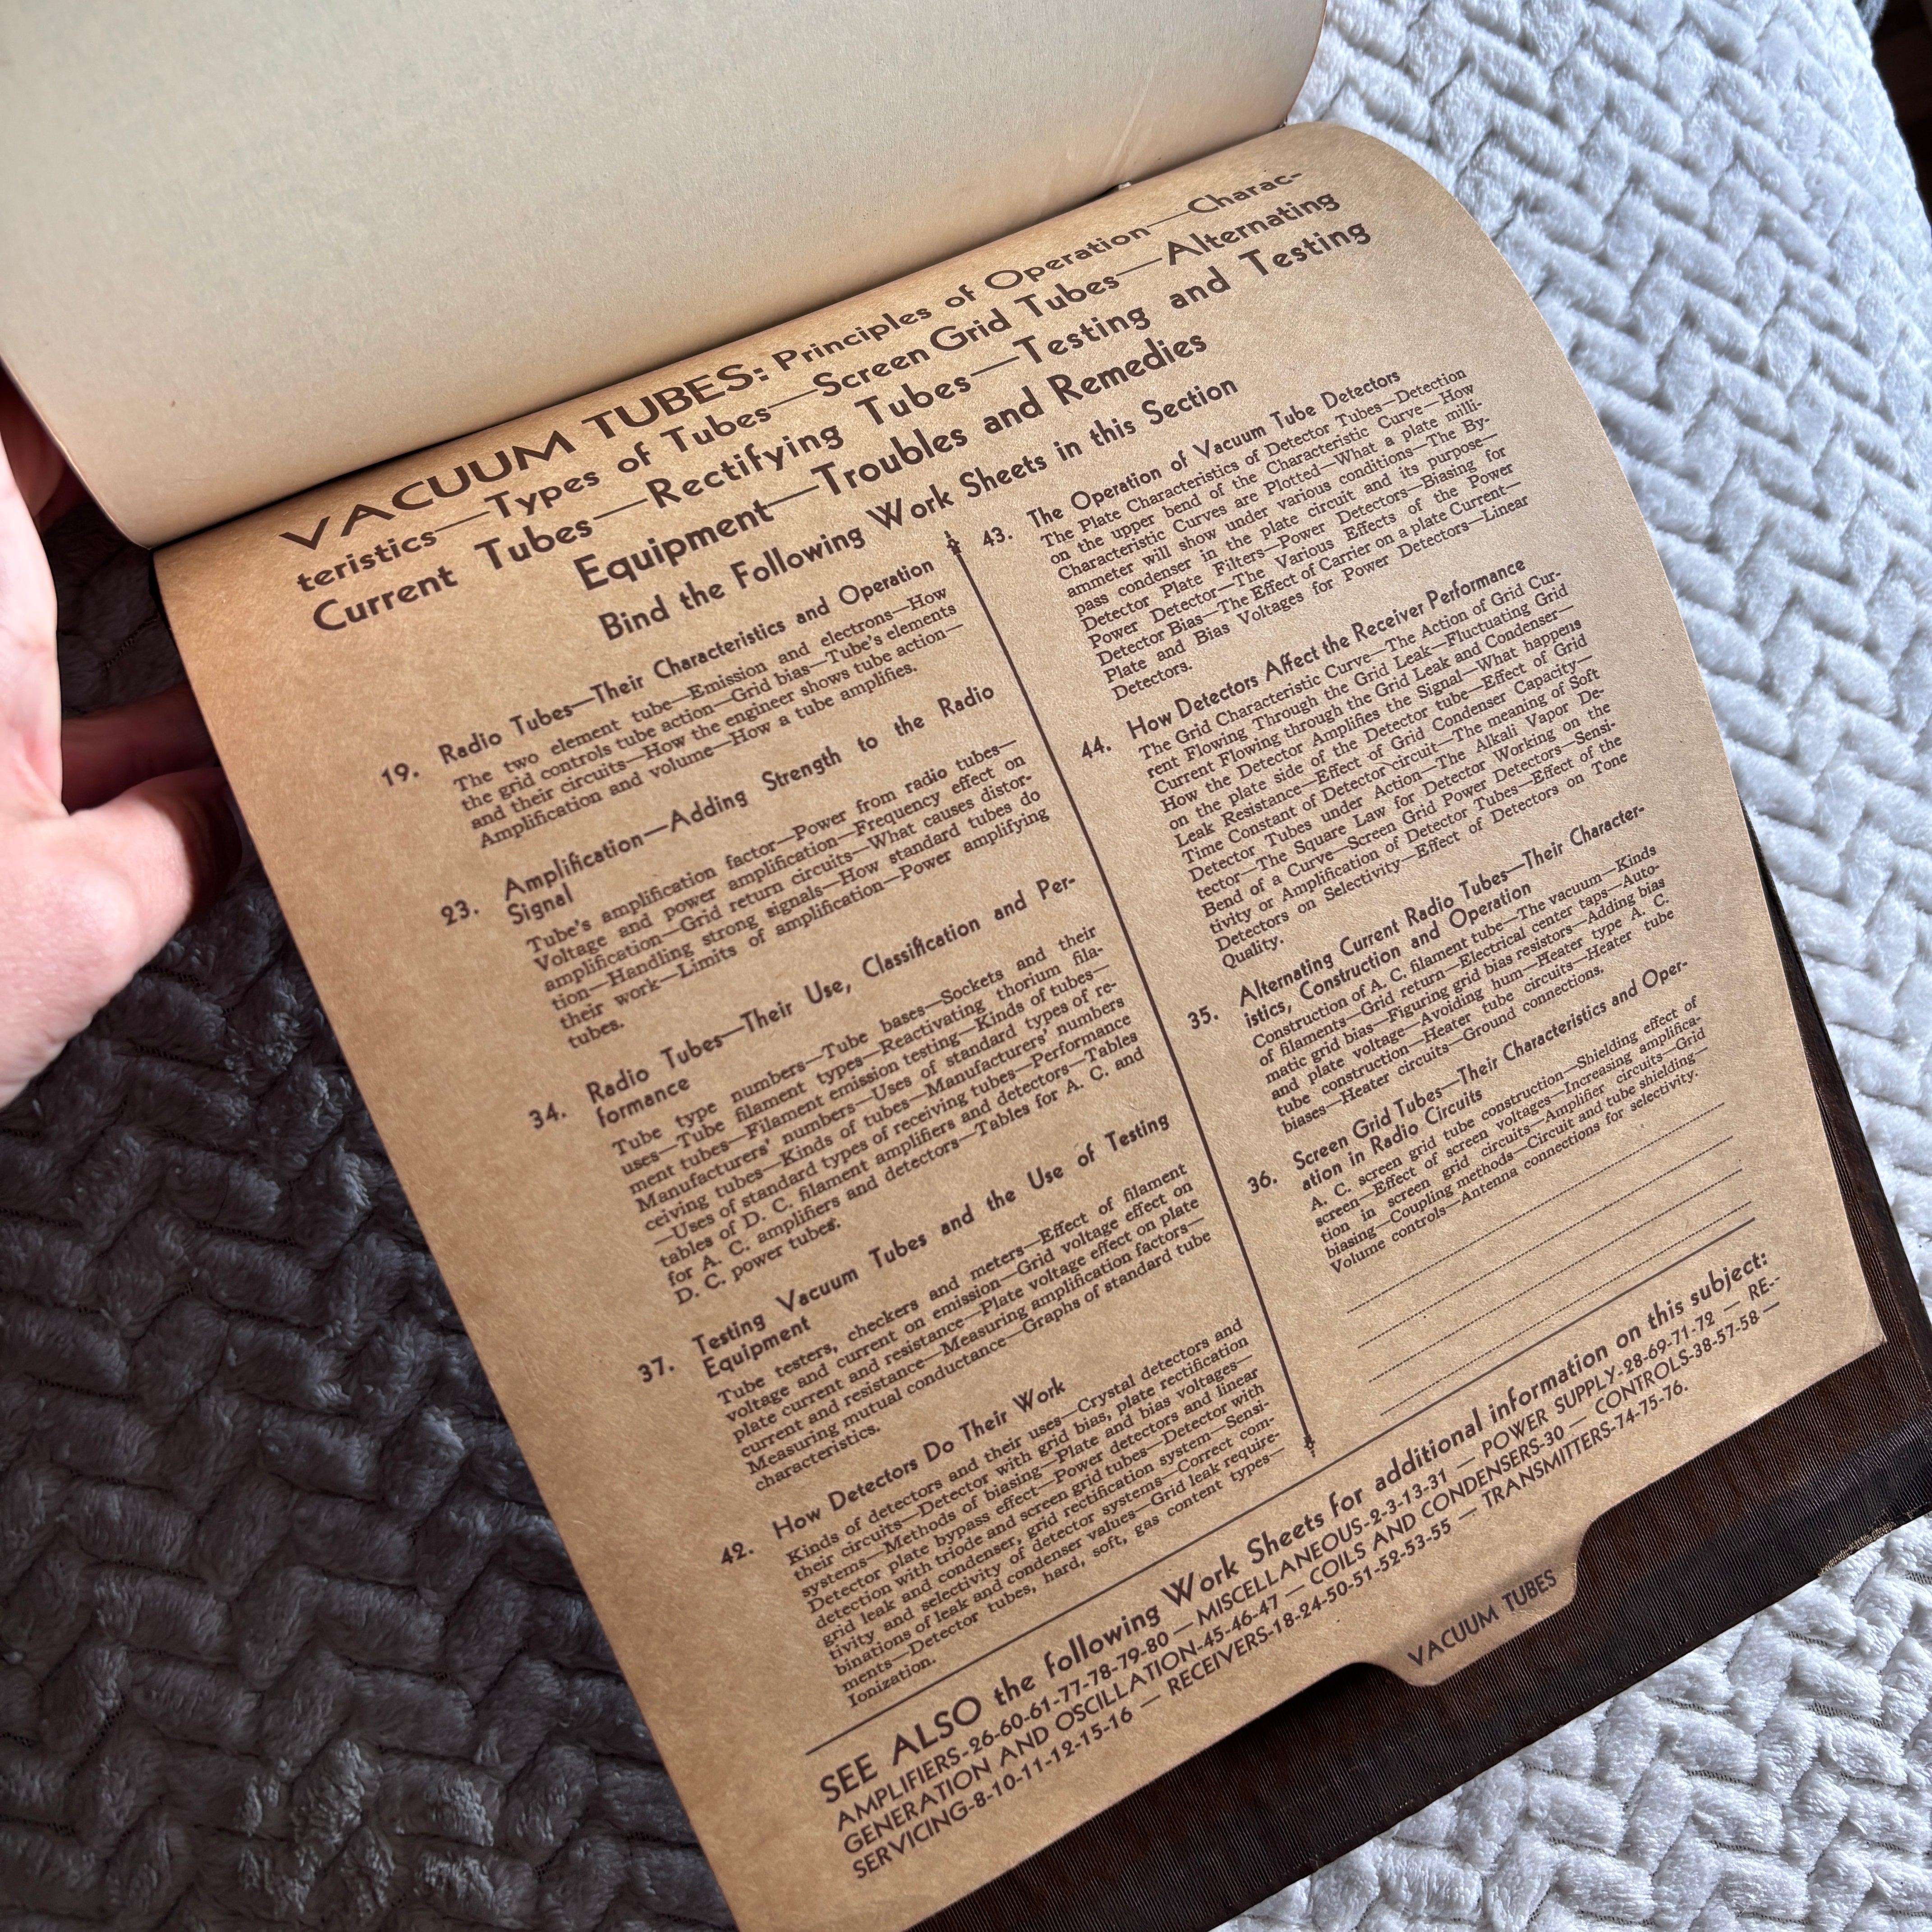 VACUUM TUBES: Principles of Operation—Charac-
teristics—Types of Tubes—Screen Grid Tubes—Alternating
Current Tubes—Rectifying Tubes—Testing and Testing
Equipment—Troubles and Remedies
Bind the Following Work Sheets in this Section
19. Radio Tubes—Their Characteristics and Operation
The two element tube—Emission and electrons—How
the grid controls tube action—Grid bias—Tube's elements
and their circuits—How the engineer shows tube action—
Amplification and volume—How a tube amplifies.
23. Amplification—Adding Strength to the Radio
Signal
Tube's amplification factor—Power from radio tubes—
Voltage and power amplification—Frequency effect on
amplification—Grid return circuits—What causes distor-
tion—Handling strong signals—How standard tubes do
their work—Limits of amplification—Power amplifying
tubes.
34. Radio Tubes—Their Use, Classification and Per-
formance
Tube type numbers—Tube bases—Sockets and their
uses—Tube filament types—Reactivating thorium fila-
ment tubes—Filament emission testing—Kinds of tubes—
Manufacturers' numbers—Uses of standard types of re-
ceiving tubes—Kinds of tubes—Manufacturers' numbers
—Uses of standard types of receiving tubes—Performance
tables of D. C. filament amplifiers and detectors—Tables
for A. C. amplifiers and detectors—Tables for A. C. and
D. C. power tubes.
37. Testing Vacuum Tubes and the Use of Testing
Equipment
Tube testers, checkers and meters—Effect of filament
voltage and current on emission—Grid voltage effect on
plate current and resistance—Plate voltage effect on plate
current and resistance—Measuring amplification factors—
Measuring mutual conductance—Graphs of standard tube
characteristics.
42. How Detectors Do Their Work
Kinds of detectors and their uses—Crystal detectors and
their circuits—Detector with grid bias, plate rectification
systems—Methods of biasing—Plate and bias voltages—
Detector plate bypass effect—Power detectors and linear
detection with triode and screen grid tubes—Detector with
grid leak and condenser, grid rectification system—Sensi-
tivity and selectivity of detector systems—Correct com-
binations of leak and condenser values—Grid leak require-
ments—Detector tubes, hard, soft, gas content types—
Ionization.
43. The Operation of Vacuum Tube Detectors
The Plate Characteristics of Detector Tubes—Detection
on the upper bend of the Characteristic Curve—How
Characteristic Curves are Plotted—What a plate milli-
ammeter will show under various conditions—The By-
pass condenser in the plate circuit and its purpose—
Detector Plate Filters—Power Detectors—Biasing for
Power Detector—The Various Effects of the Power
Detector Bias—The Effect of Carrier on a plate Current—
Plate and Bias Voltages for Power Detectors—Linear
Detectors.
44. How Detectors Affect the Receiver Performance
The Grid Characteristic Curve—The Action of Grid Cur-
rent Flowing Through the Grid Leak—Fluctuating Grid
Current Flowing through the Grid Leak and Condenser—
How the Detector Amplifies the Signal—What happens
on the plate side of the Detector tube—Effect of Grid
Leak Resistance—Effect of Grid Condenser Capacity—
Time Constant of Detector circuit—The meaning of Soft
Detector Tubes under Action—The Alkali Vapor De-
tector—The Square Law for Detector Working on the
Bend of a Curve—Screen Grid Power Detectors—Sensi-
tivity or Amplification of Detector Tubes—Effect of the
Detectors on Selectivity—Effect of Detectors on Tone
Quality.
35. Alternating Current Radio Tubes—Their Character-
istics, Construction and Operation
Construction of A. C. filament tube—The vacuum—Kinds
of filaments—Grid return—Electrical center taps—Auto-
matic grid bias—Figuring grid bias resistors—Adding bias
and plate voltage—Avoiding hum—Heater type A. C.
tube construction—Heater tube circuits—Heater tube
biases—Heater circuits—Ground connections.
36. Screen Grid Tubes—Their Characteristics and Oper-
ation in Radio Circuits
A. C. screen grid tube construction—Shielding effect of
screen—Effect of screen voltages—Increasing amplifica-
tion in screen grid circuits—Amplifier circuits—Grid
biasing—Coupling methods—Circuit and tube shielding—
Volume controls—Antenna connections for selectivity.
SEE ALSO the following Work Sheets for additional information on this subject:
AMPLIFIERS-26-60-61-77-78-79-80 — MISCELLANEOUS-2-3-13-31 — POWER SUPPLY-28-69-71-72 — RE-
GENERATION AND OSCILLATION-45-46-47 — COILS AND CONDENSERS-30 — CONTROLS-38-57-58 —
SERVICING-8-10-11-12-15-16 — RECEIVERS-18-24-50-51-52-53-55 — TRANSMITTERS-74-75-76.
VACUUM TUBES